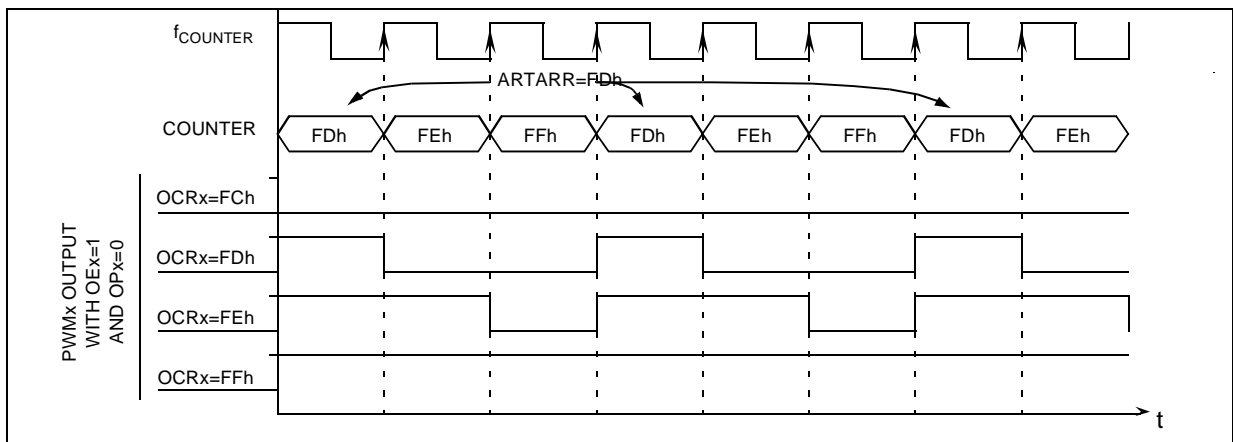 fCOUNTER
ARTARR=FDh
COUNTER
FDh FEh FFh FDh FEh FFh FDh FEh
PWMx OUTPUT
WITH OEx=1
AND OPx=0
OCRx=FCh
OCRx=FDh
OCRx=FEh
OCRx=FFh
t